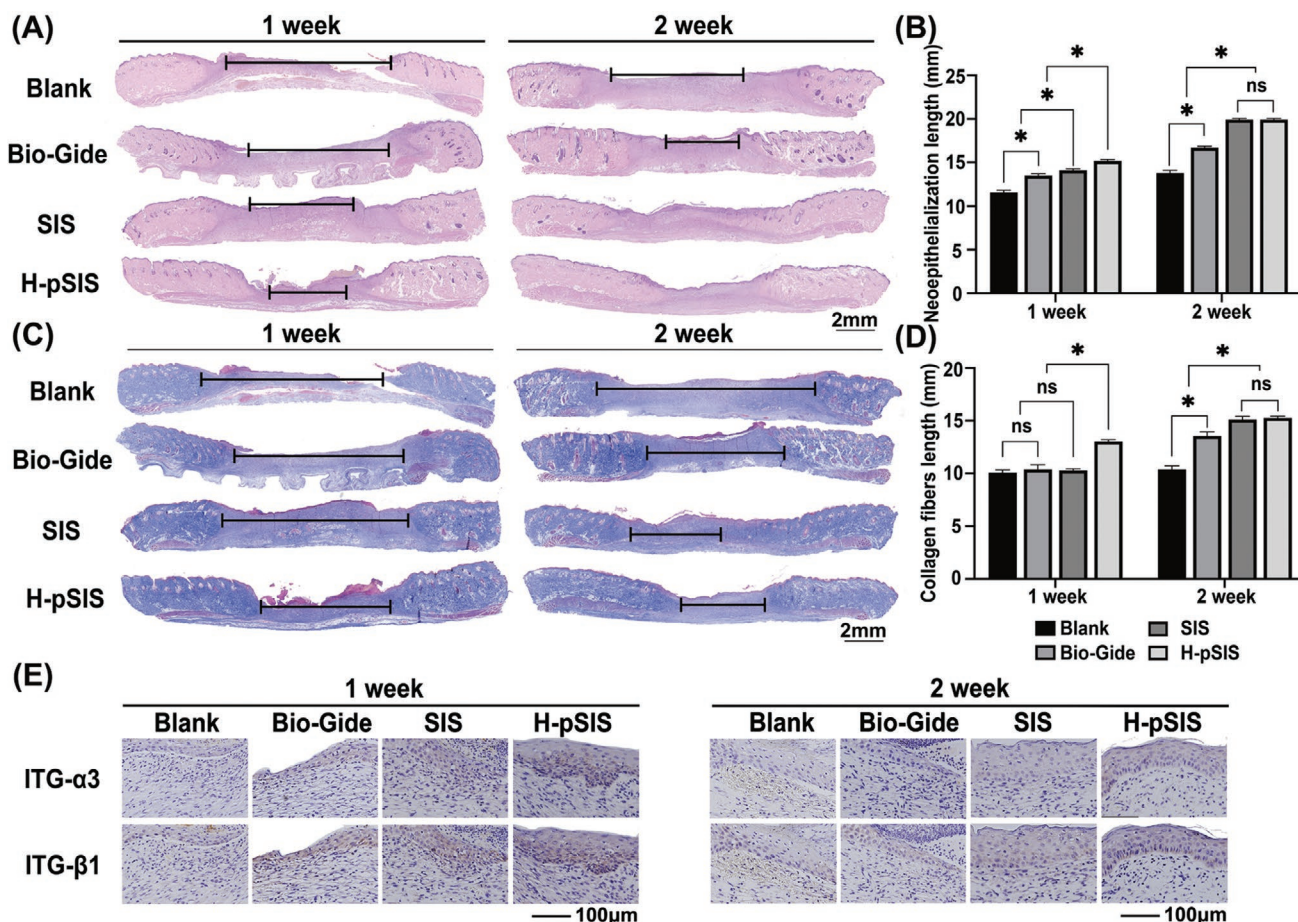 (A)
1 week
2 week
Blank
Bio-Gide
SIS
H-pSIS
2mm
(B)
Neoepithelialization length (mm)
25
20
15
10
5
0
*
*
*
*
*
ns
1 week
2 week
(C)
1 week
2 week
Blank
Bio-Gide
SIS
H-pSIS
2mm
(D)
Collagen fibers length (mm)
20
15
10
5
0
ns
ns
*
*
*
ns
1 week
2 week
Blank
SIS
Bio-Gide
H-pSIS
(E)
1 week
2 week
Blank Bio-Gide SIS H-pSIS
Blank Bio-Gide SIS H-pSIS
ITG-α3
ITG-β1
100μm
100μm